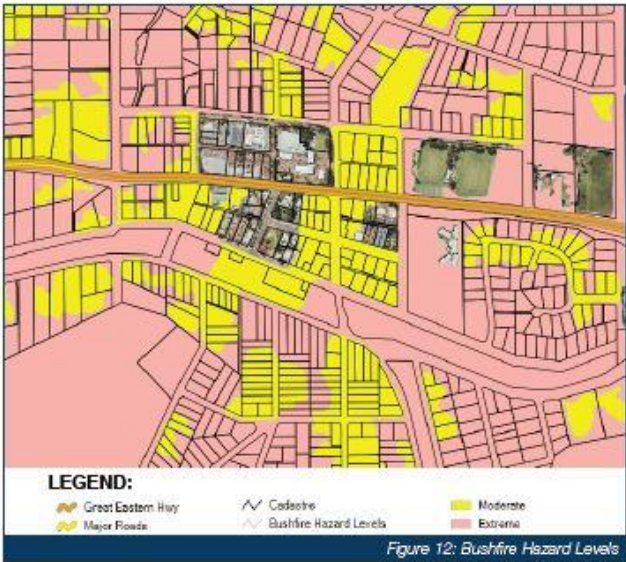 LEGEND:
Great Eastern Hwy
Major Roads
Cadastre
Bushfire Hazard Levels
Moderate
Extreme
Figure 12: Bushfire Hazard Levels